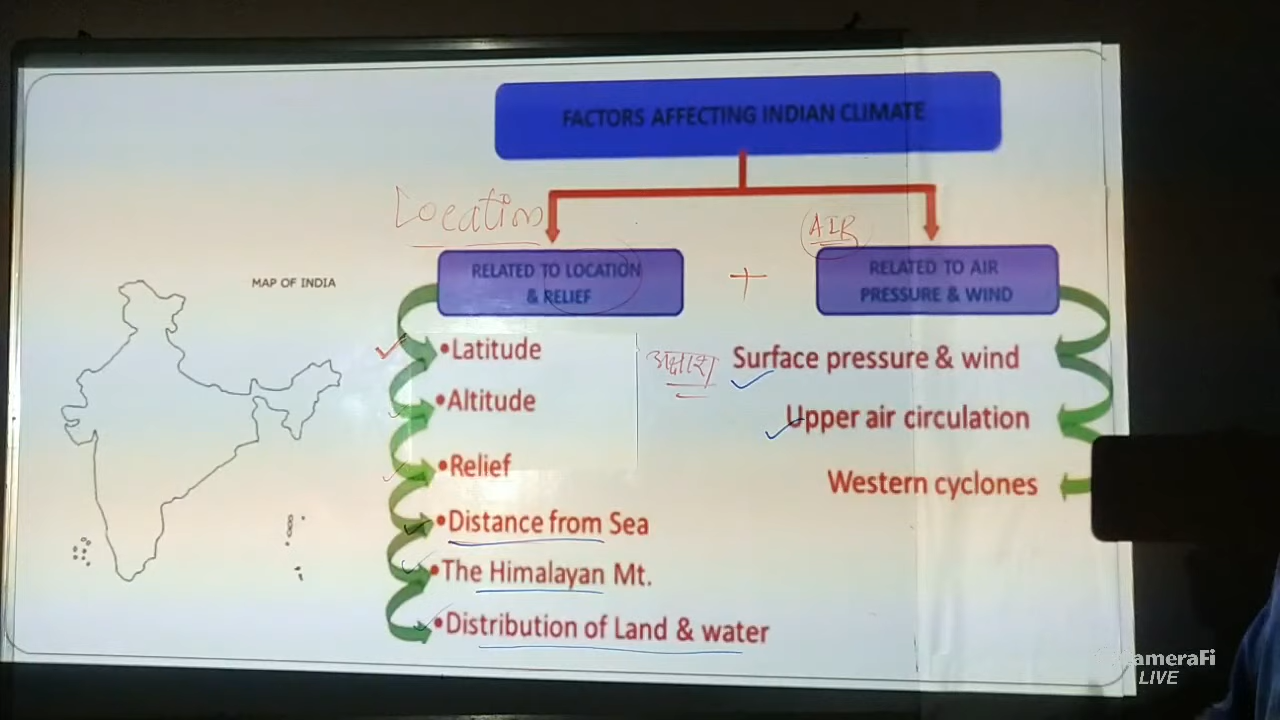 FACTORS AFFECTING INDIAN CLIMATE
Location
AIR
RELATED TO LOCATION
& RELIEF
+
RELATED TO AIR
PRESSURE & WIND
MAP OF INDIA
•Latitude
•Altitude
•Relief
•Distance from Sea
•The Himalayan Mt.
•Distribution of Land & water
अक्षांश
Surface pressure & wind
Upper air circulation
Western cyclones
ameraFi
LIVE